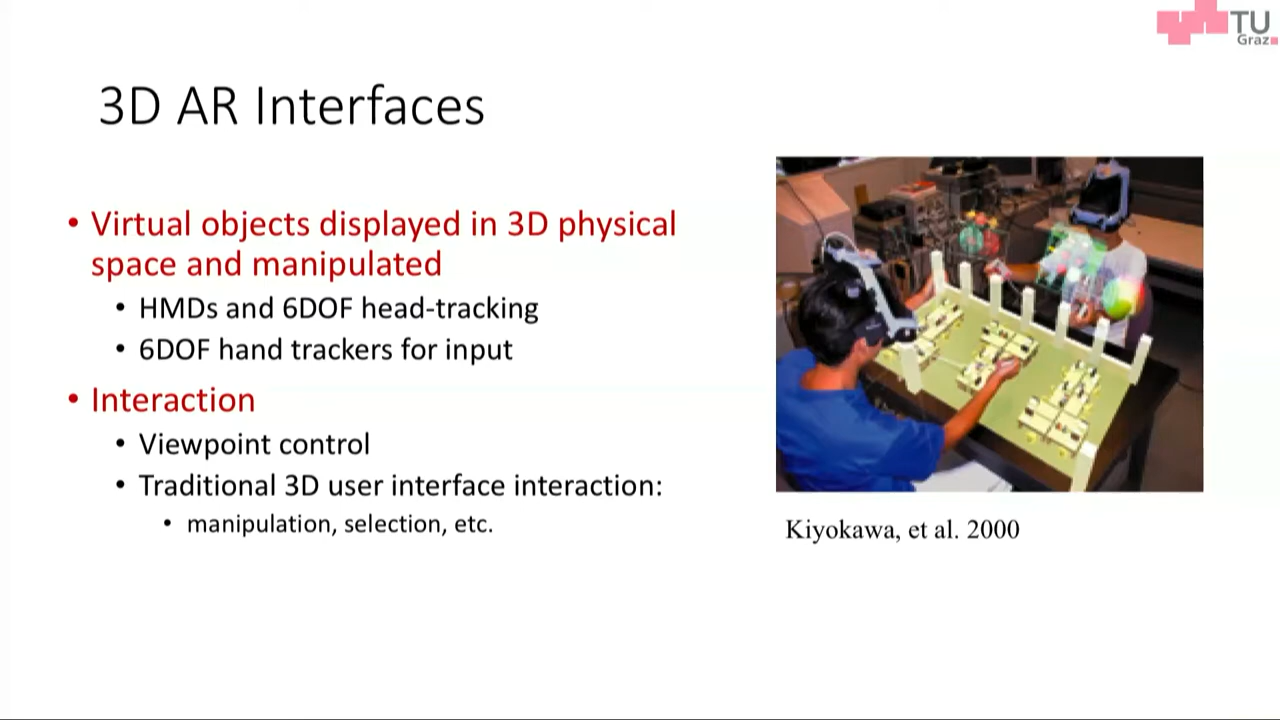 TU
Graz
3D AR Interfaces
• Virtual objects displayed in 3D physical
space and manipulated
• HMDs and 6DOF head-tracking
• 6DOF hand trackers for input
• Interaction
• Viewpoint control
• Traditional 3D user interface interaction:
• manipulation, selection, etc.
Kiyokawa, et al. 2000